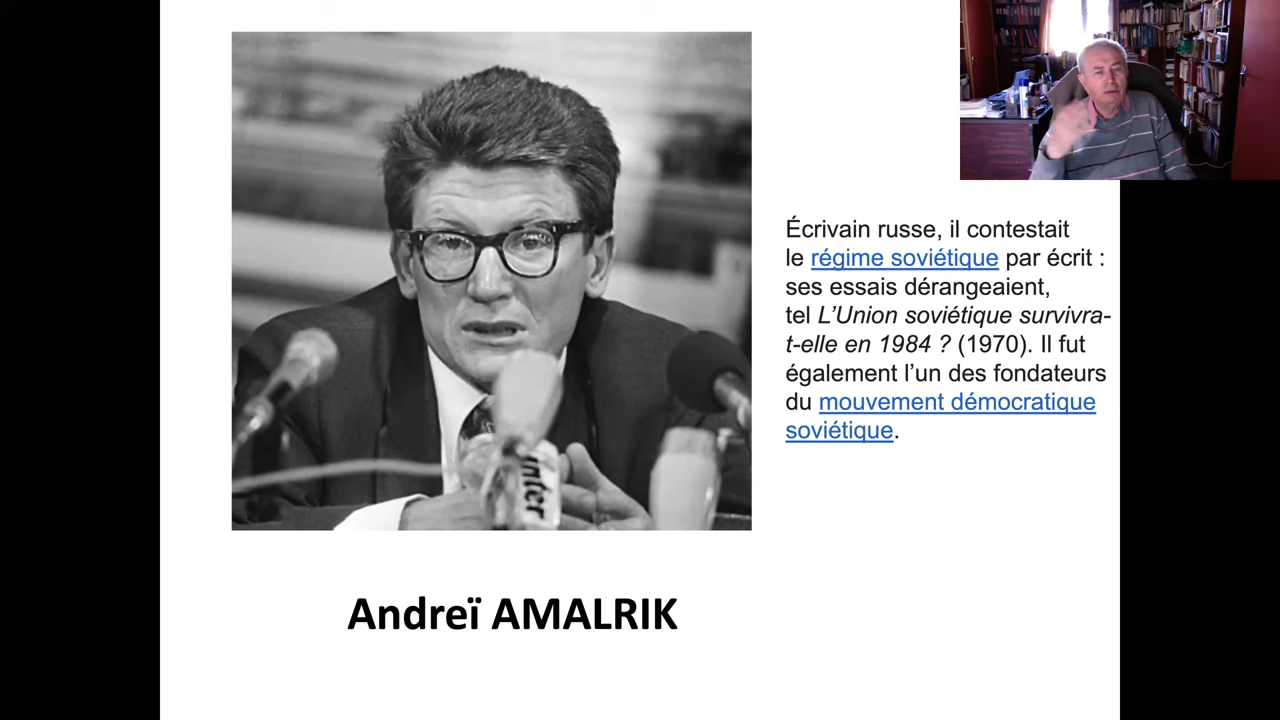 Écrivain russe, il contestait
le régime soviétique par écrit :
ses essais dérangeaient,
tel L’Union soviétique survivra-
t-elle en 1984 ? (1970). Il fut
également l’un des fondateurs
du mouvement démocratique
soviétique.
inter
Andreï AMALRIK